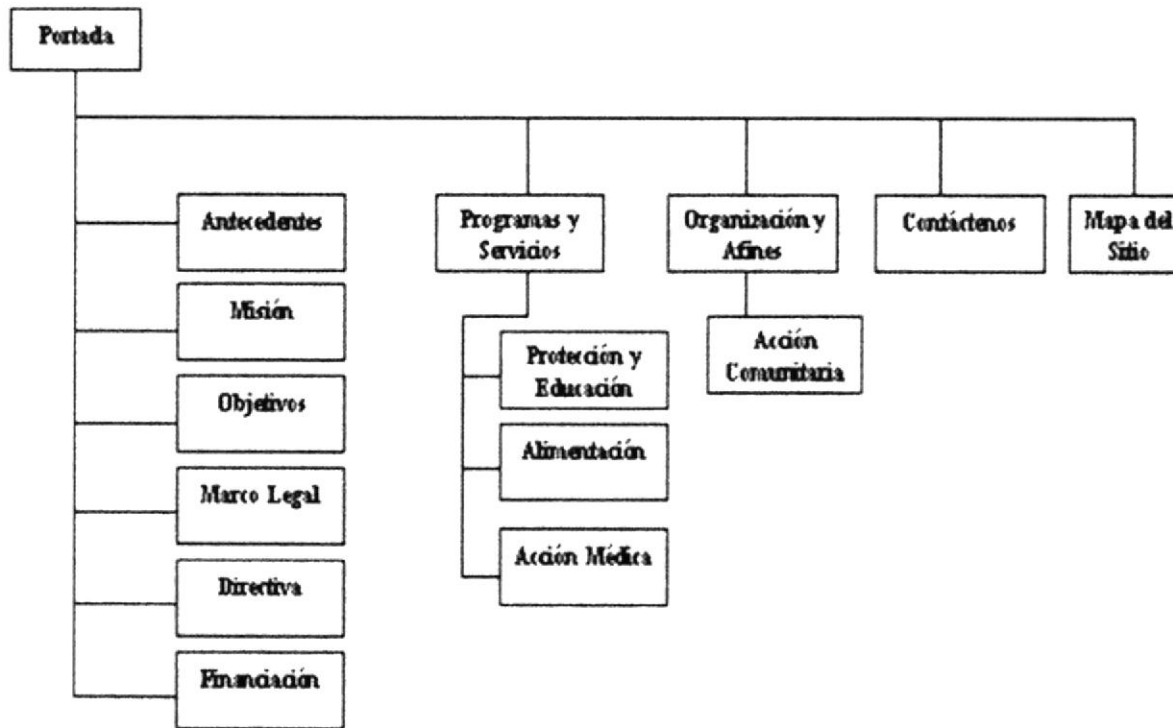 Portada
Antecedentes
Misión
Objetivos
Marco Legal
Directiva
Financiación
Programas y
Servicios
Protección y
Educación
Alimentación
Acción Médica
Organización y
Afines
Acción
Comunitaria
Contáctenos
Mapa del
Sitio